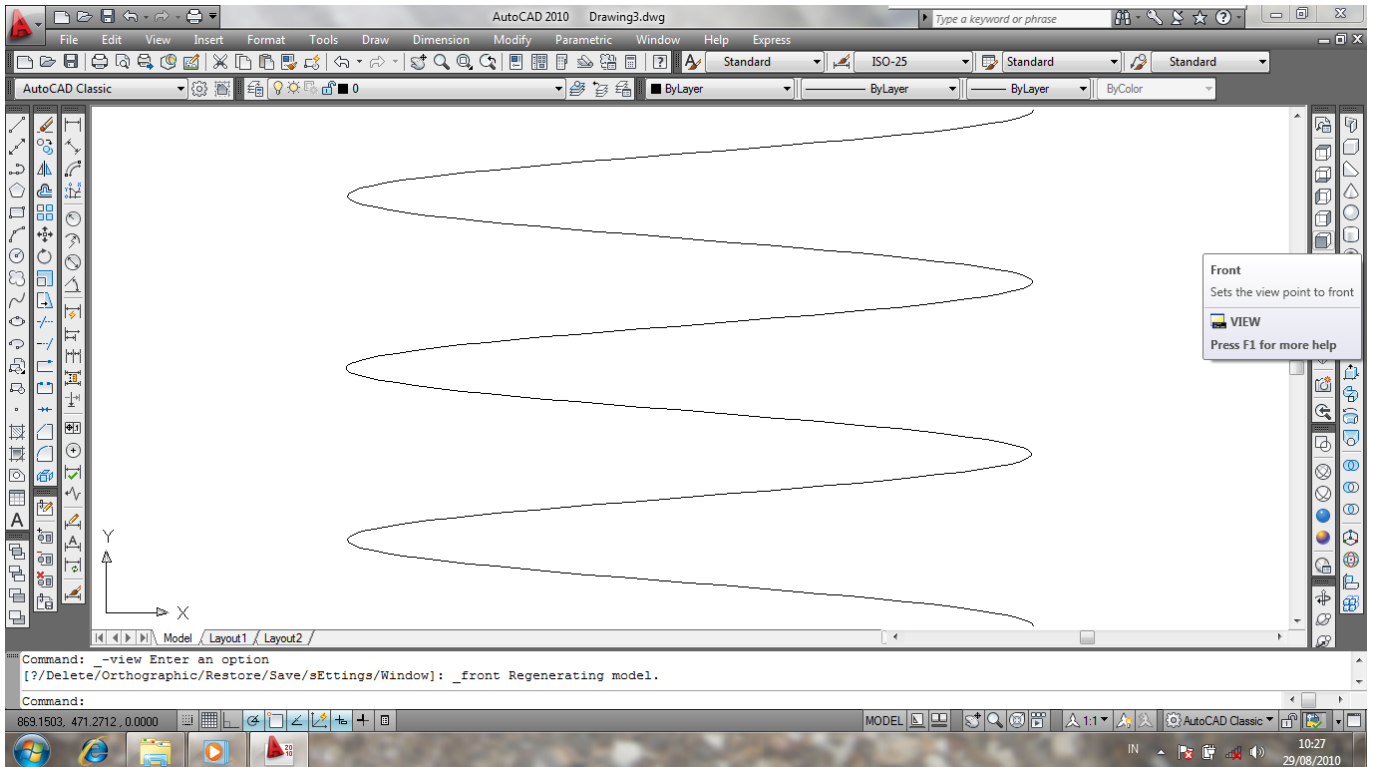 AutoCAD 2010 Drawing3.dwg
Type a keyword or phrase
File Edit View Insert Format Tools Draw Dimension Modify Parametric Window Help Express
Standard ISO-25 Standard Standard
AutoCAD Classic 0 ByLayer ByLayer ByLayer ByColor
Front
Sets the view point to front
VIEW
Press F1 for more help
A
Y
X
Model Layout1 Layout2
Command: _-view Enter an option
[?/Delete/Orthographic/Restore/Save/sEttings/Window]: _front Regenerating model.
Command:
869.1503, 471.2712, 0.0000 MODEL 1:1 AutoCAD Classic
IN 10:27
29/08/2010